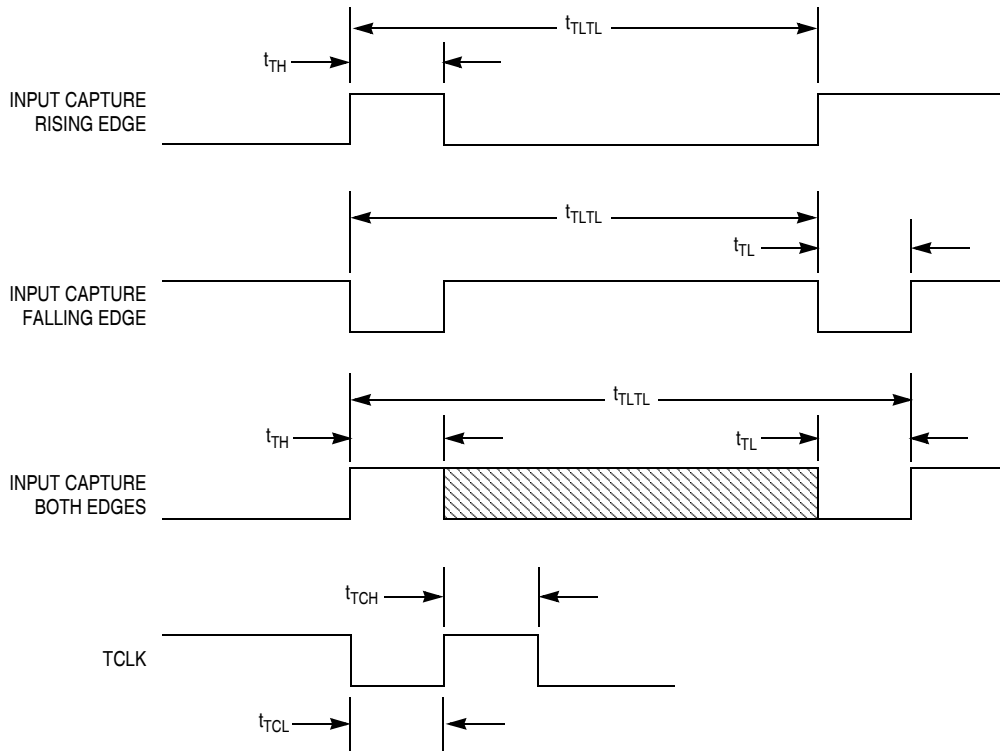 tTLTL
tTH
INPUT CAPTURE
RISING EDGE
tTLTL
tTL
INPUT CAPTURE
FALLING EDGE
tTLTL
tTH
tTL
INPUT CAPTURE
BOTH EDGES
tTCH
TCLK
tTCL